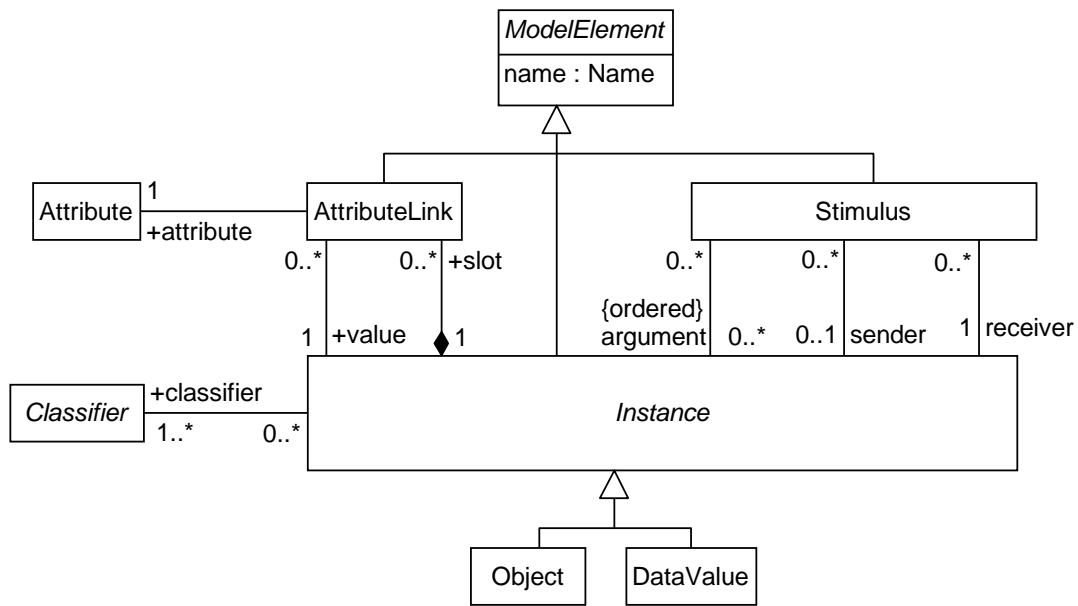 ModelElement
name : Name
Attribute
1
+attribute
AttributeLink
Stimulus
0..*
0..*
+slot
0..*
0..*
0..*
{ordered}
argument
0..*
0..1
sender
1
receiver
1
+value
1
Classifier
+classifier
1..*
0..*
Instance
Object
DataValue